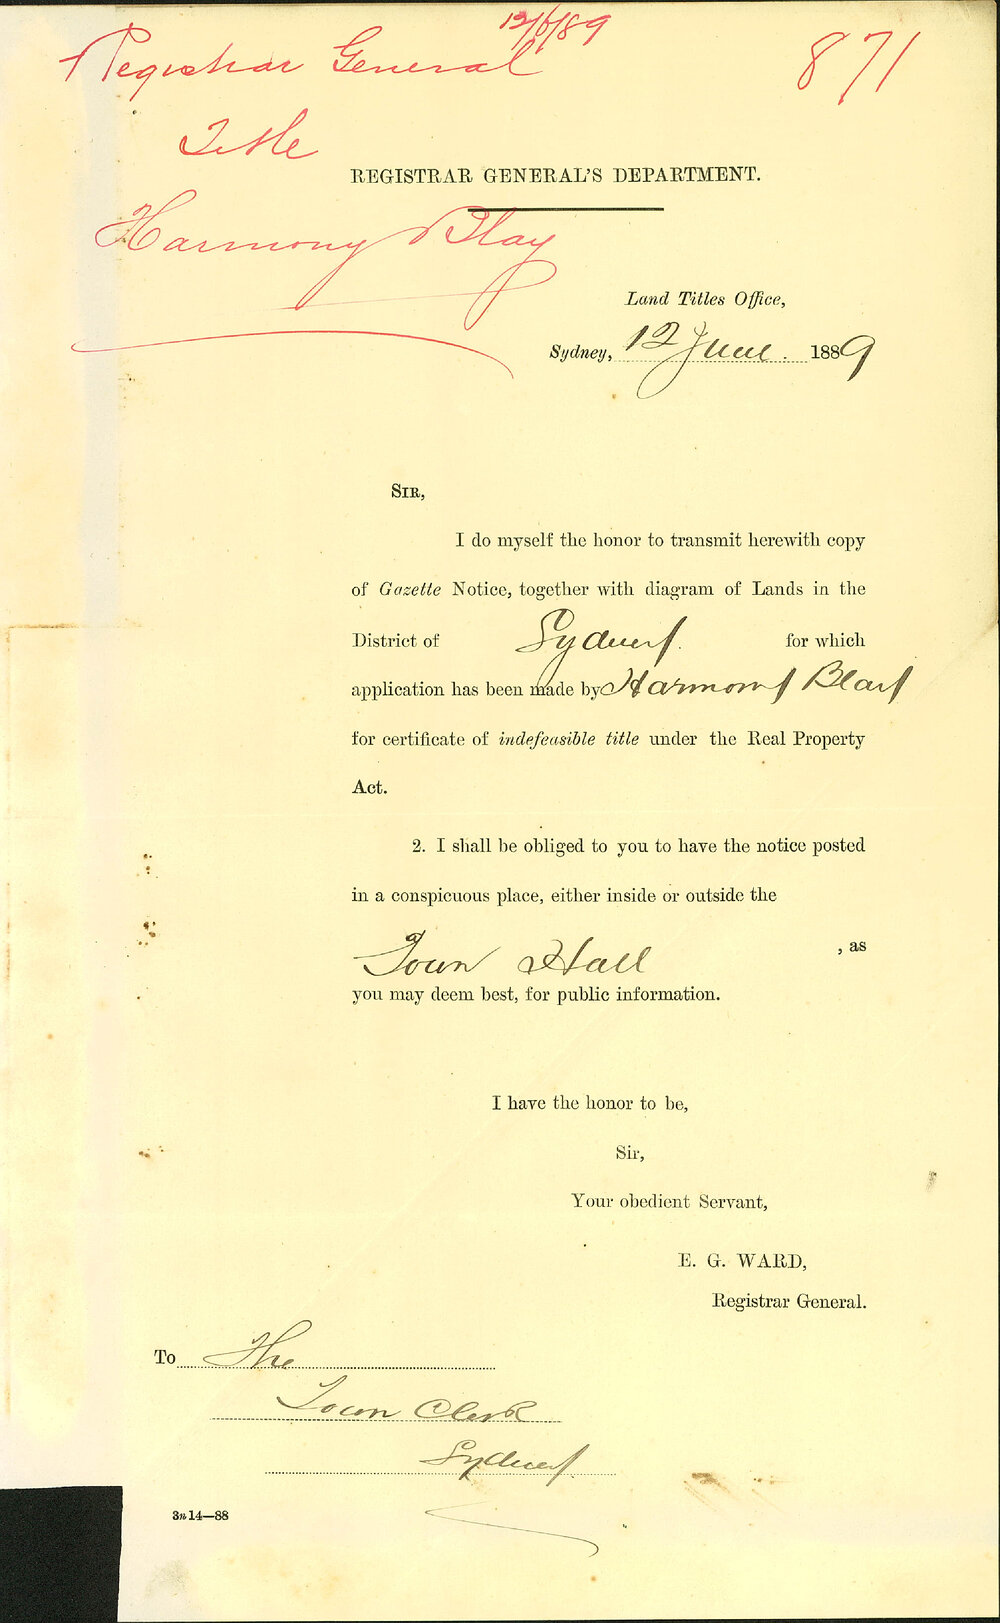 12/6/89
Registrar General
871
Title
REGISTRAR GENERAL'S DEPARTMENT.
Harmony Blay
Land Titles Office,
Sydney, 12 June 1889
SIR,
I do myself the honor to transmit herewith copy
of Gazette Notice, together with diagram of Lands in the
District of Sydney. for which
application has been made by Harmony Blay
for certificate of indefeasible title under the Real Property
Act.
2. I shall be obliged to you to have the notice posted
in a conspicuous place, either inside or outside the
Town Hall , as
you may deem best, for public information.
I have the honor to be,
Sir,
Your obedient Servant,
E. G. WARD,
Registrar General.
To The
Town Clerk
Sydney
3n14—88